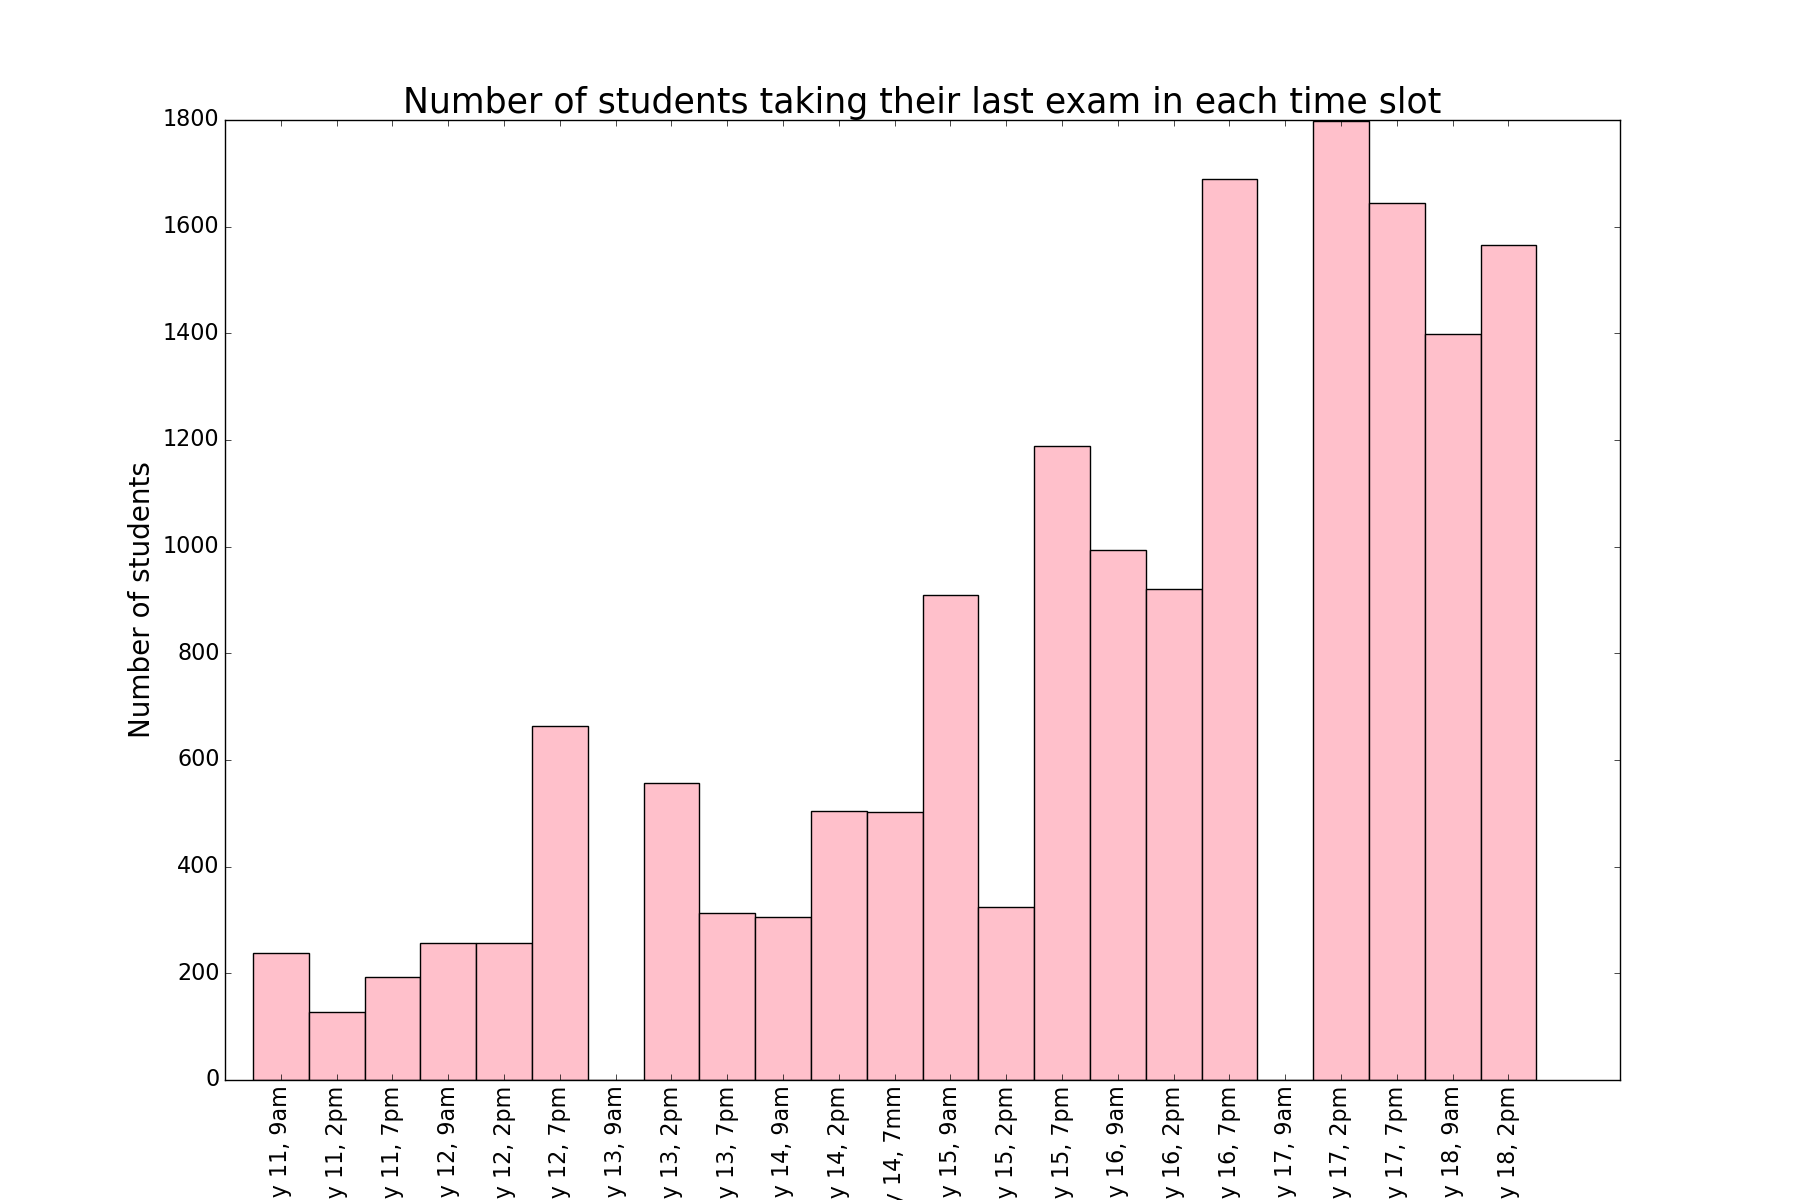 Number of students taking their last exam in each time slot
Number of students
1800
1600
1400
1200
1000
800
600
400
200
0
y 11, 9am
y 11, 2pm
y 11, 7pm
y 12, 9am
y 12, 2pm
y 12, 7pm
y 13, 9am
y 13, 2pm
y 13, 7pm
y 14, 9am
y 14, 2pm
y 14, 7mm
y 15, 9am
y 15, 2pm
y 15, 7pm
y 16, 9am
y 16, 2pm
y 16, 7pm
y 17, 9am
y 17, 2pm
y 17, 7pm
y 18, 9am
y 18, 2pm